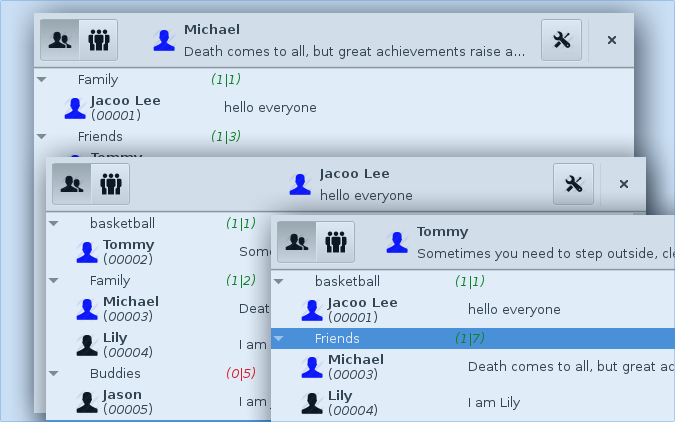 Michael
Death comes to all, but great achievements raise a...
Family (1|1)
Jacoo Lee
(00001)
hello everyone
Friends (1|3)
Tommy
Jacoo Lee
hello everyone
basketball (1|1)
Tommy
(00002)
Some
Family (1|2)
Michael
(00003)
Deat
Lily
(00004)
I am
Buddies (0|5)
Jason
(00005)
I am
Tommy
Sometimes you need to step outside, cle
basketball (1|1)
Jacoo Lee
(00001)
hello everyone
Friends (1|7)
Michael
(00003)
Death comes to all, but great ac
Lily
(00004)
I am Lily